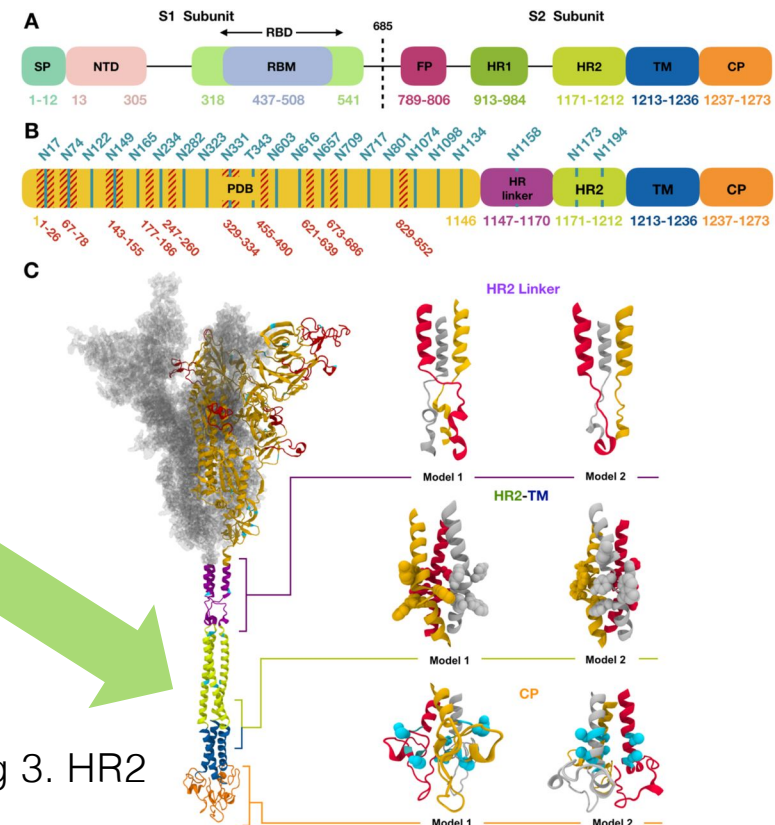 A
S1 Subunit
S2 Subunit
RBD
685
SP
NTD
RBM
FP
HR1
HR2
TM
CP
1-12
13
305
318
437-508
541
789-806
913-984
1171-1212
1213-1236
1237-1273
B
N17
N74
N122
N149
N165
N234
N282
N323
N331
T343
N603
N616
N657
N709
N717
N801
N1074
N1098
N1134
N1158
N1173
N1194
PDB
HR
linker
HR2
TM
CP
1
1146
1147-1170
1171-1212
1213-1236
1237-1273
1-26
67-78
143-155
177-186
247-260
329-334
455-490
621-639
673-686
829-852
C
HR2 Linker
Model 1
Model 2
HR2-TM
Model 1
Model 2
CP
Model 1
Model 2
g 3. HR2